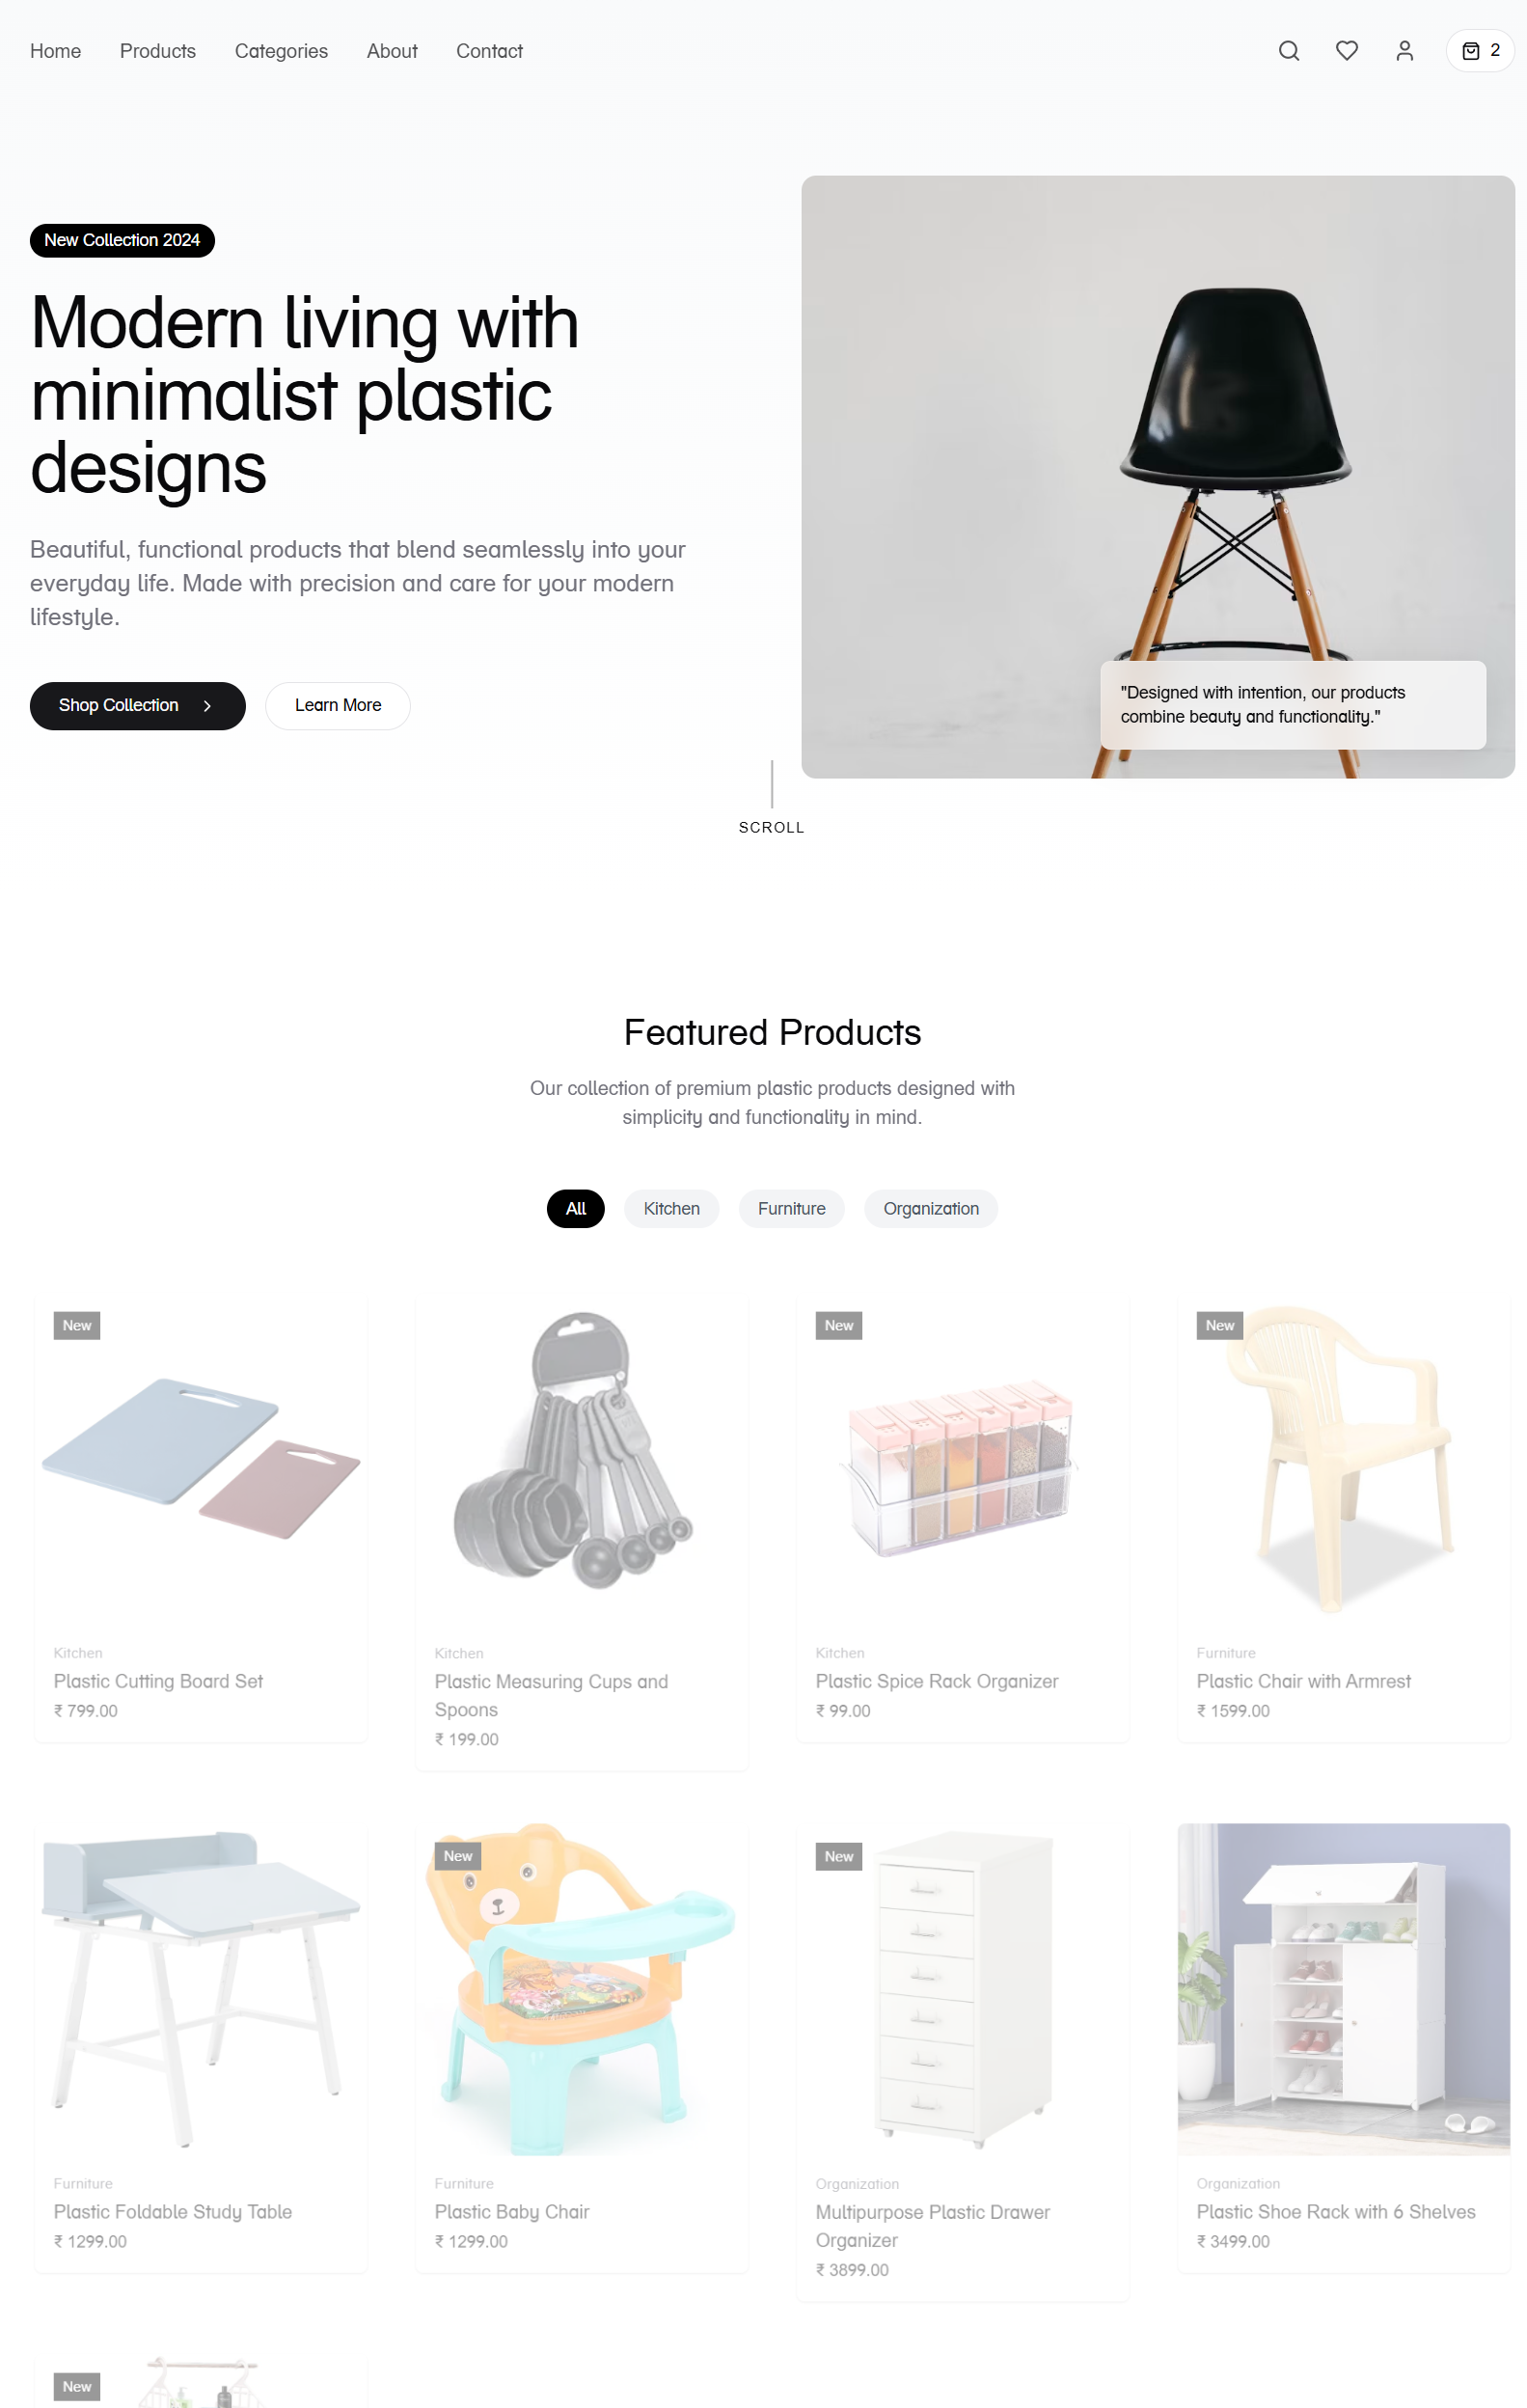 Home Products Categories About Contact 2
New Collection 2024
Modern living with
minimalist plastic
designs
Beautiful, functional products that blend seamlessly into your
everyday life. Made with precision and care for your modern
lifestyle.
Shop Collection Learn More
"Designed with intention, our products
combine beauty and functionality."
SCROLL
Featured Products
Our collection of premium plastic products designed with
simplicity and functionality in mind.
All Kitchen Furniture Organization
New
Kitchen
Plastic Cutting Board Set
₹ 799.00
Kitchen
Plastic Measuring Cups and
Spoons
₹ 199.00
New
Kitchen
Plastic Spice Rack Organizer
₹ 99.00
New
Furniture
Plastic Chair with Armrest
₹ 1599.00
Furniture
Plastic Foldable Study Table
₹ 1299.00
New
Furniture
Plastic Baby Chair
₹ 1299.00
New
Organization
Multipurpose Plastic Drawer
Organizer
₹ 3899.00
Organization
Plastic Shoe Rack with 6 Shelves
₹ 3499.00
New